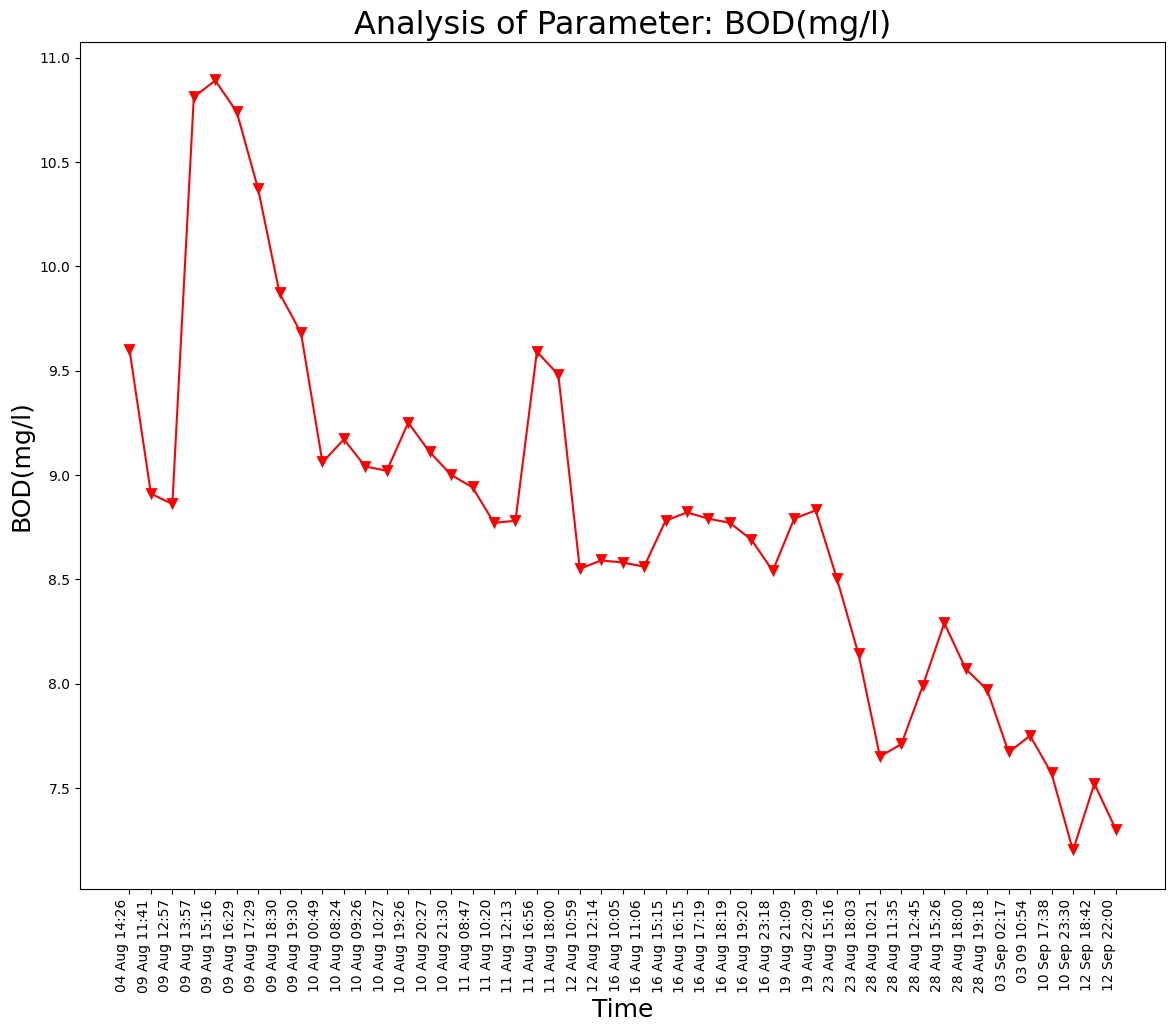 Analysis of Parameter: BOD(mg/l)
11.0
10.5
10.0
9.5
9.0
8.5
8.0
7.5
BOD(mg/l)
04 Aug 14:26
09 Aug 11:41
09 Aug 12:57
09 Aug 13:57
09 Aug 15:16
09 Aug 16:29
09 Aug 17:29
09 Aug 18:30
09 Aug 19:30
10 Aug 00:49
10 Aug 08:24
10 Aug 09:26
10 Aug 10:27
10 Aug 19:26
10 Aug 20:27
10 Aug 21:30
11 Aug 08:47
11 Aug 10:20
11 Aug 12:13
11 Aug 16:56
11 Aug 18:00
12 Aug 10:59
12 Aug 12:14
16 Aug 10:05
16 Aug 11:06
16 Aug 15:15
16 Aug 16:15
16 Aug 17:19
16 Aug 18:19
16 Aug 19:20
16 Aug 23:18
19 Aug 21:09
19 Aug 22:09
23 Aug 15:16
23 Aug 18:03
28 Aug 10:21
28 Aug 11:35
28 Aug 12:45
28 Aug 15:26
28 Aug 18:00
28 Aug 19:18
03 Sep 02:17
03 09 10:54
10 Sep 17:38
10 Sep 23:30
12 Sep 18:42
12 Sep 22:00
Time